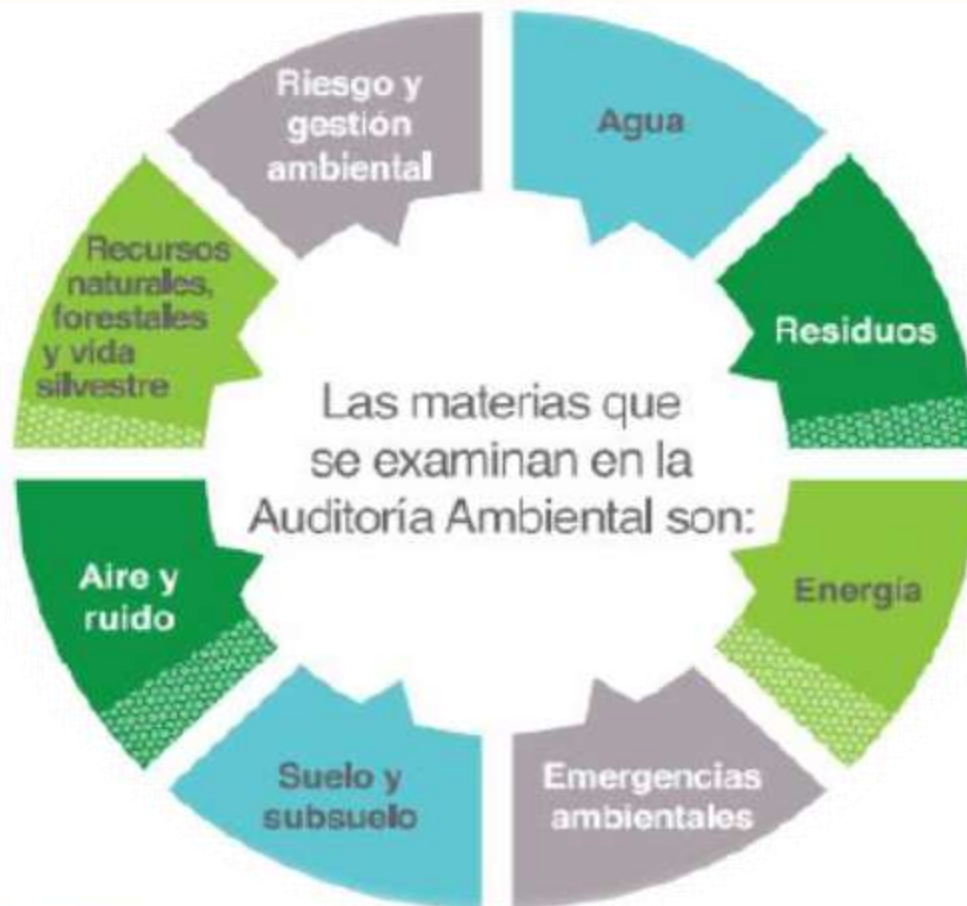 Las materias que
se examinan en la
Auditoría Ambiental son:
Agua
Residuos
Energía
Emergencias
ambientales
Suelo y
subsuelo
Aire y
ruido
Recursos
naturales,
forestales
y vida
silvestre
Riesgo y
gestión
ambiental